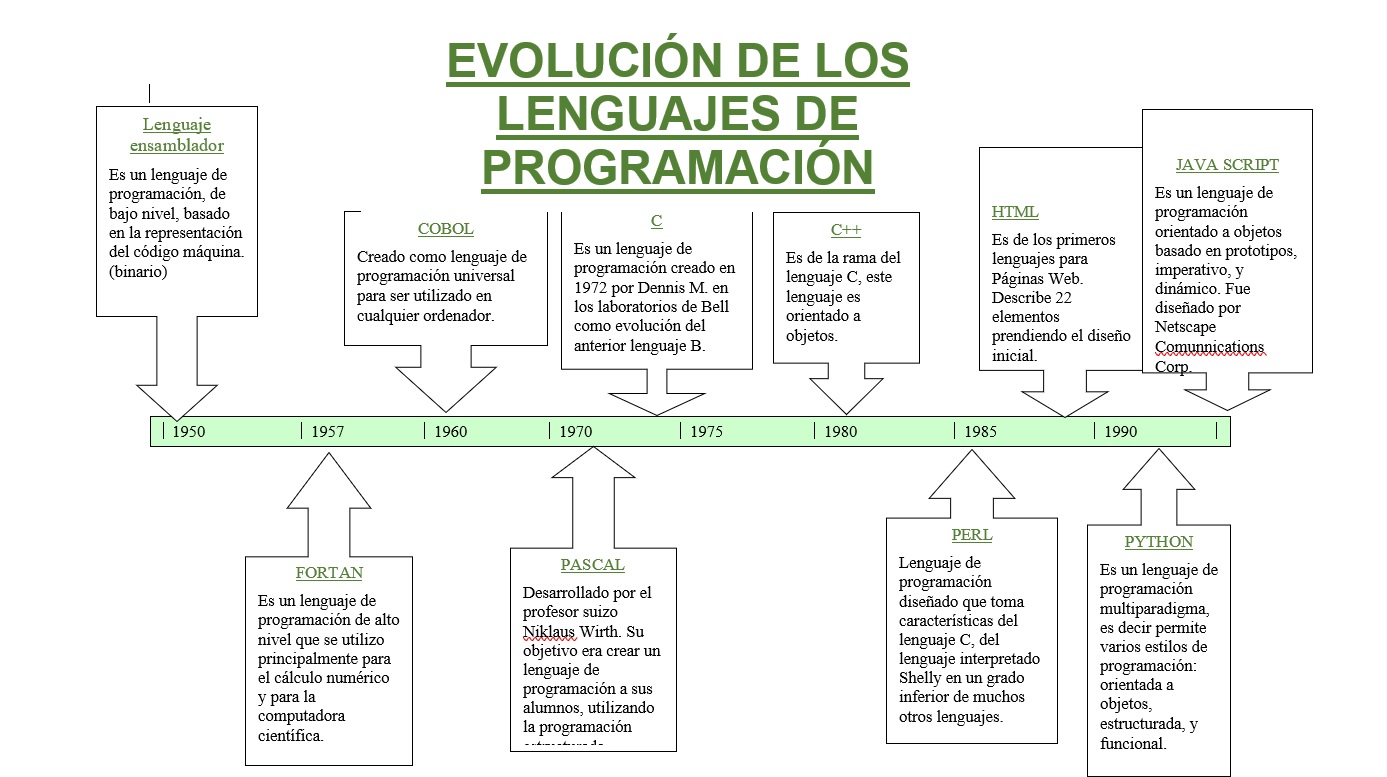 EVOLUCIÓN DE LOS
LENGUAJES DE
PROGRAMACIÓN
Lenguaje
ensamblador
Es un lenguaje de
programación, de
bajo nivel, basado
en la representación
del código máquina.
(binario)
COBOL
Creado como lenguaje de
programación universal
para ser utilizado en
cualquier ordenador.
C
Es un lenguaje de
programación creado en
1972 por Dennis M. en
los laboratorios de Bell
como evolución del
anterior lenguaje B.
C++
Es de la rama del
lenguaje C, este
lenguaje es
orientado a
objetos.
HTML
Es de los primeros
lenguajes para
Páginas Web.
Describe 22
elementos
prendiendo el diseño
inicial.
JAVA SCRIPT
Es un lenguaje de
programación
orientado a objetos
basado en prototipos,
imperativo, y
dinámico. Fue
diseñado por
Netscape
Comunnications
Corp.
1950 1957 1960 1970 1975 1980 1985 1990
FORTAN
Es un lenguaje de
programación de alto
nivel que se utilizo
principalmente para
el cálculo numérico
y para la
computadora
científica.
PASCAL
Desarrollado por el
profesor suizo
Niklaus Wirth. Su
objetivo era crear un
lenguaje de
programación a sus
alumnos, utilizando
la programación
PERL
Lenguaje de
programación
diseñado que toma
características del
lenguaje C, del
lenguaje interpretado
Shelly en un grado
inferior de muchos
otros lenguajes.
PYTHON
Es un lenguaje de
programación
multiparadigma,
es decir permite
varios estilos de
programación:
orientada a
objetos,
estructurada, y
funcional.